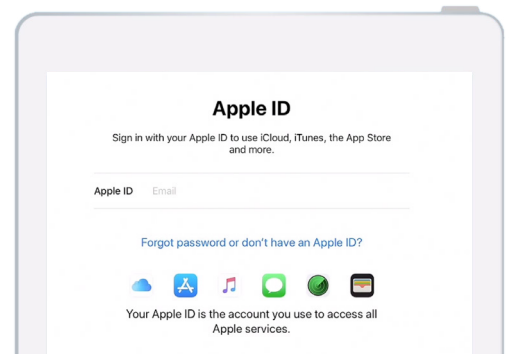 Apple ID
Sign in with your Apple ID to use iCloud, iTunes, the App Store
and more.
Apple ID Email
Forgot password or don't have an Apple ID?
Your Apple ID is the account you use to access all
Apple services.